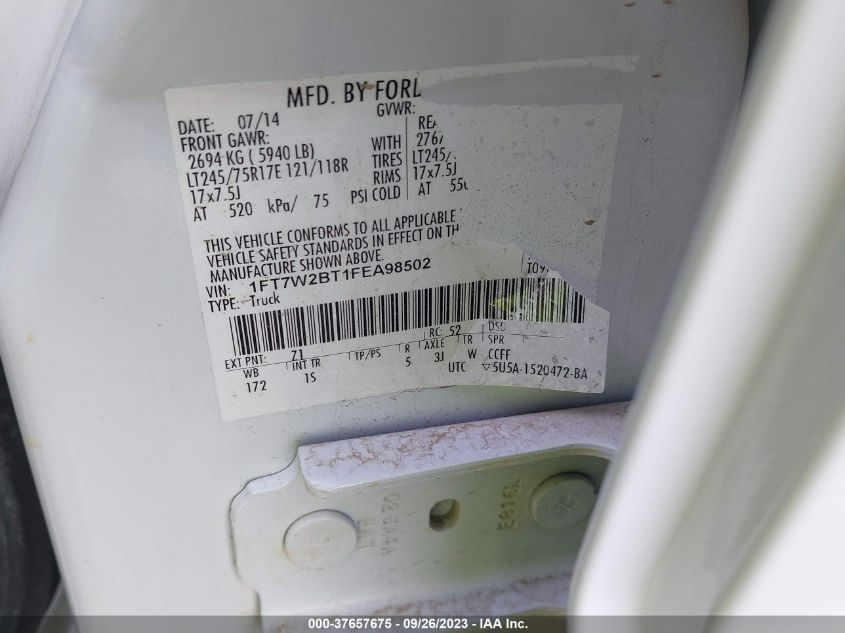 MFD. BY FORD
DATE: 07/14 GVWR:
FRONT GAWR:
2694 KG ( 5940 LB) WITH
LT245/75R17E 121/118R TIRES LT245/
17x7.5J RIMS 17x7.5J
AT 520 kPa/ 75 PSI COLD AT
THIS VEHICLE CONFORMS TO ALL APPLICABLE
VEHICLE SAFETY STANDARDS IN EFFECT ON
MANUFACTURE SHOWN ABOVE.
VIN: 1FT7W2BT1FEA98502
TYPE: Truck
EXT PNT: Z1 RC: 52 DSO
WB INT TR TP/PS R AXLE TR SPR
172 1S 5 3J W CCFF
UTC ▽5U5A-1520472-BA
E816L
000-37657675 - 09/26/2023 - IAA Inc.